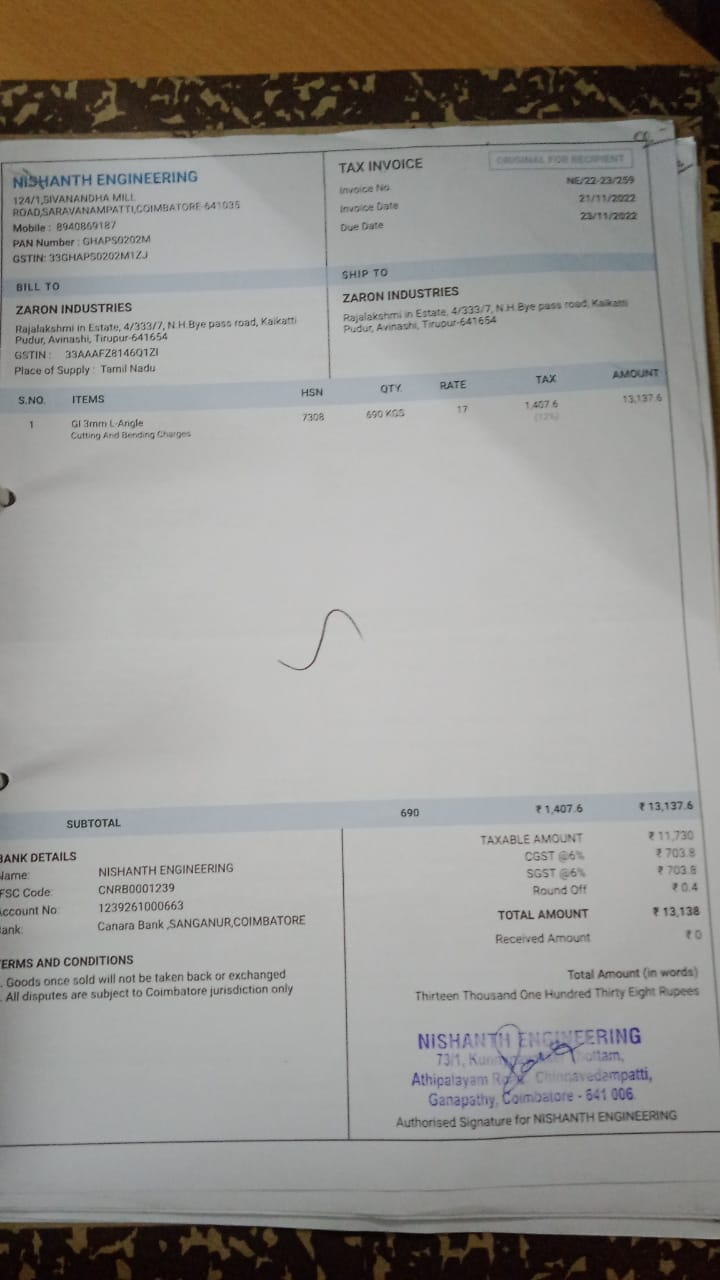 NISHANTH ENGINEERING
124/1,SIVANANDHA MILL
ROAD,SARAVANAMPATTI,COIMBATORE-641035
Mobile : 8940869187
PAN Number : GHAPS0202M
GSTIN: 33GHAPS0202M1ZJ
TAX INVOICE
ORIGINAL FOR RECIPIENT
Invoice No. NE/22-23/259
Invoice Date 21/11/2022
Due Date 23/11/2022
BILL TO
ZARON INDUSTRIES
Rajalakshmi in Estate, 4/333/7, N.H.Bye pass road, Kaikatti
Pudur, Avinashi, Tirupur-641654
GSTIN : 33AAAFZ8146Q1ZI
Place of Supply : Tamil Nadu
SHIP TO
ZARON INDUSTRIES
Rajalakshmi in Estate, 4/333/7, N.H.Bye pass road, Kaikatti
Pudur, Avinashi, Tirupur-641654
S.NO. ITEMS HSN QTY. RATE TAX AMOUNT
1 GI 3mm L-Angle 7308 690 KGS 17 1,407.6 13,137.6
Cutting And Bending Charges (12%)
SUBTOTAL 690 ₹ 1,407.6 ₹ 13,137.6
BANK DETAILS
Name: NISHANTH ENGINEERING
IFSC Code: CNRB0001239
Account No: 1239261000663
Bank: Canara Bank ,SANGANUR,COIMBATORE
TERMS AND CONDITIONS
. Goods once sold will not be taken back or exchanged
. All disputes are subject to Coimbatore jurisdiction only
TAXABLE AMOUNT ₹ 11,730
CGST @6% ₹ 703.8
SGST @6% ₹ 703.8
Round Off ₹ 0.4
TOTAL AMOUNT ₹ 13,138
Received Amount ₹ 0
Total Amount (in words)
Thirteen Thousand One Hundred Thirty Eight Rupees
NISHANTH ENGINEERING
73/1, Thottam,
Athipalayam Chinnavedampatti,
Ganapathy, Coimbatore - 641 006.
Authorised Signature for NISHANTH ENGINEERING